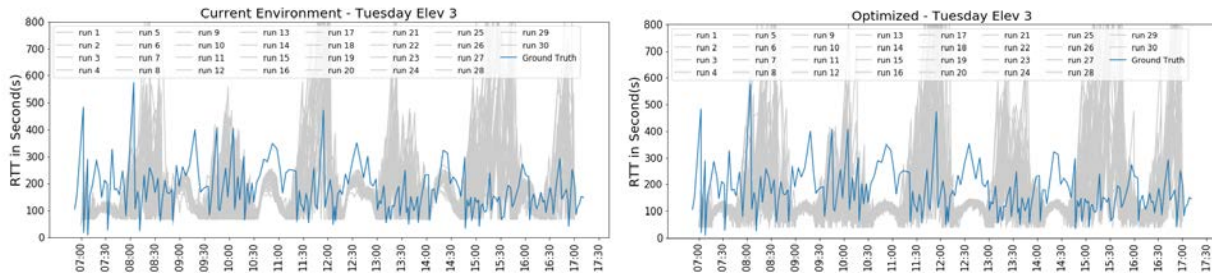 Current Environment - Tuesday Elev 3
800
700
600
500
400
300
200
100
0
RTT in Second(s)
run 1 run 5 run 9 run 13 run 17 run 21 run 25 run 29
run 2 run 6 run 10 run 14 run 18 run 22 run 26 run 30
run 3 run 7 run 11 run 15 run 19 run 23 run 27 Ground Truth
run 4 run 8 run 12 run 16 run 20 run 24 run 28
07:00 07:30 08:00 08:30 09:00 09:30 10:00 10:30 11:00 11:30 12:00 12:30 13:00 13:30 14:00 14:30 15:00 15:30 16:00 16:30 17:00 17:30
Optimized - Tuesday Elev 3
800
700
600
500
400
300
200
100
0
RTT in Second(s)
run 1 run 5 run 9 run 13 run 17 run 21 run 25 run 29
run 2 run 6 run 10 run 14 run 18 run 22 run 26 run 30
run 3 run 7 run 11 run 15 run 19 run 23 run 27 Ground Truth
run 4 run 8 run 12 run 16 run 20 run 24 run 28
07:00 07:30 08:00 08:30 09:00 09:30 10:00 10:30 11:00 11:30 12:00 12:30 13:00 13:30 14:00 14:30 15:00 15:30 16:00 16:30 17:00 17:30